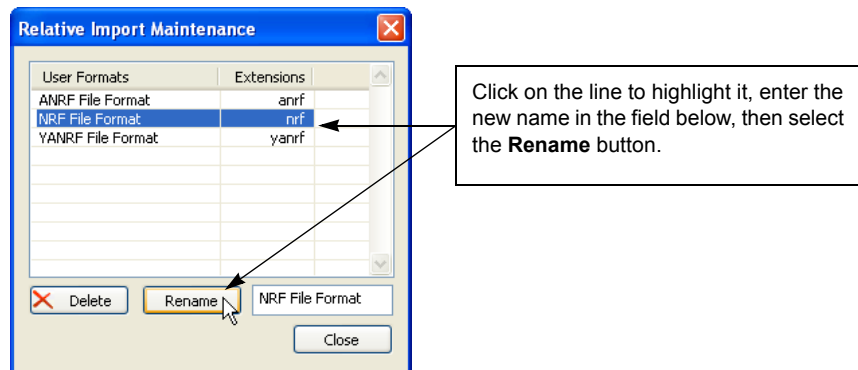 Relative Import Maintenance
User Formats Extensions
ANRF File Format anrf
NRF File Format nrf
YANRF File Format yanrf
Delete Rename NRF File Format
Close
Click on the line to highlight it, enter the
new name in the field below, then select
the Rename button.